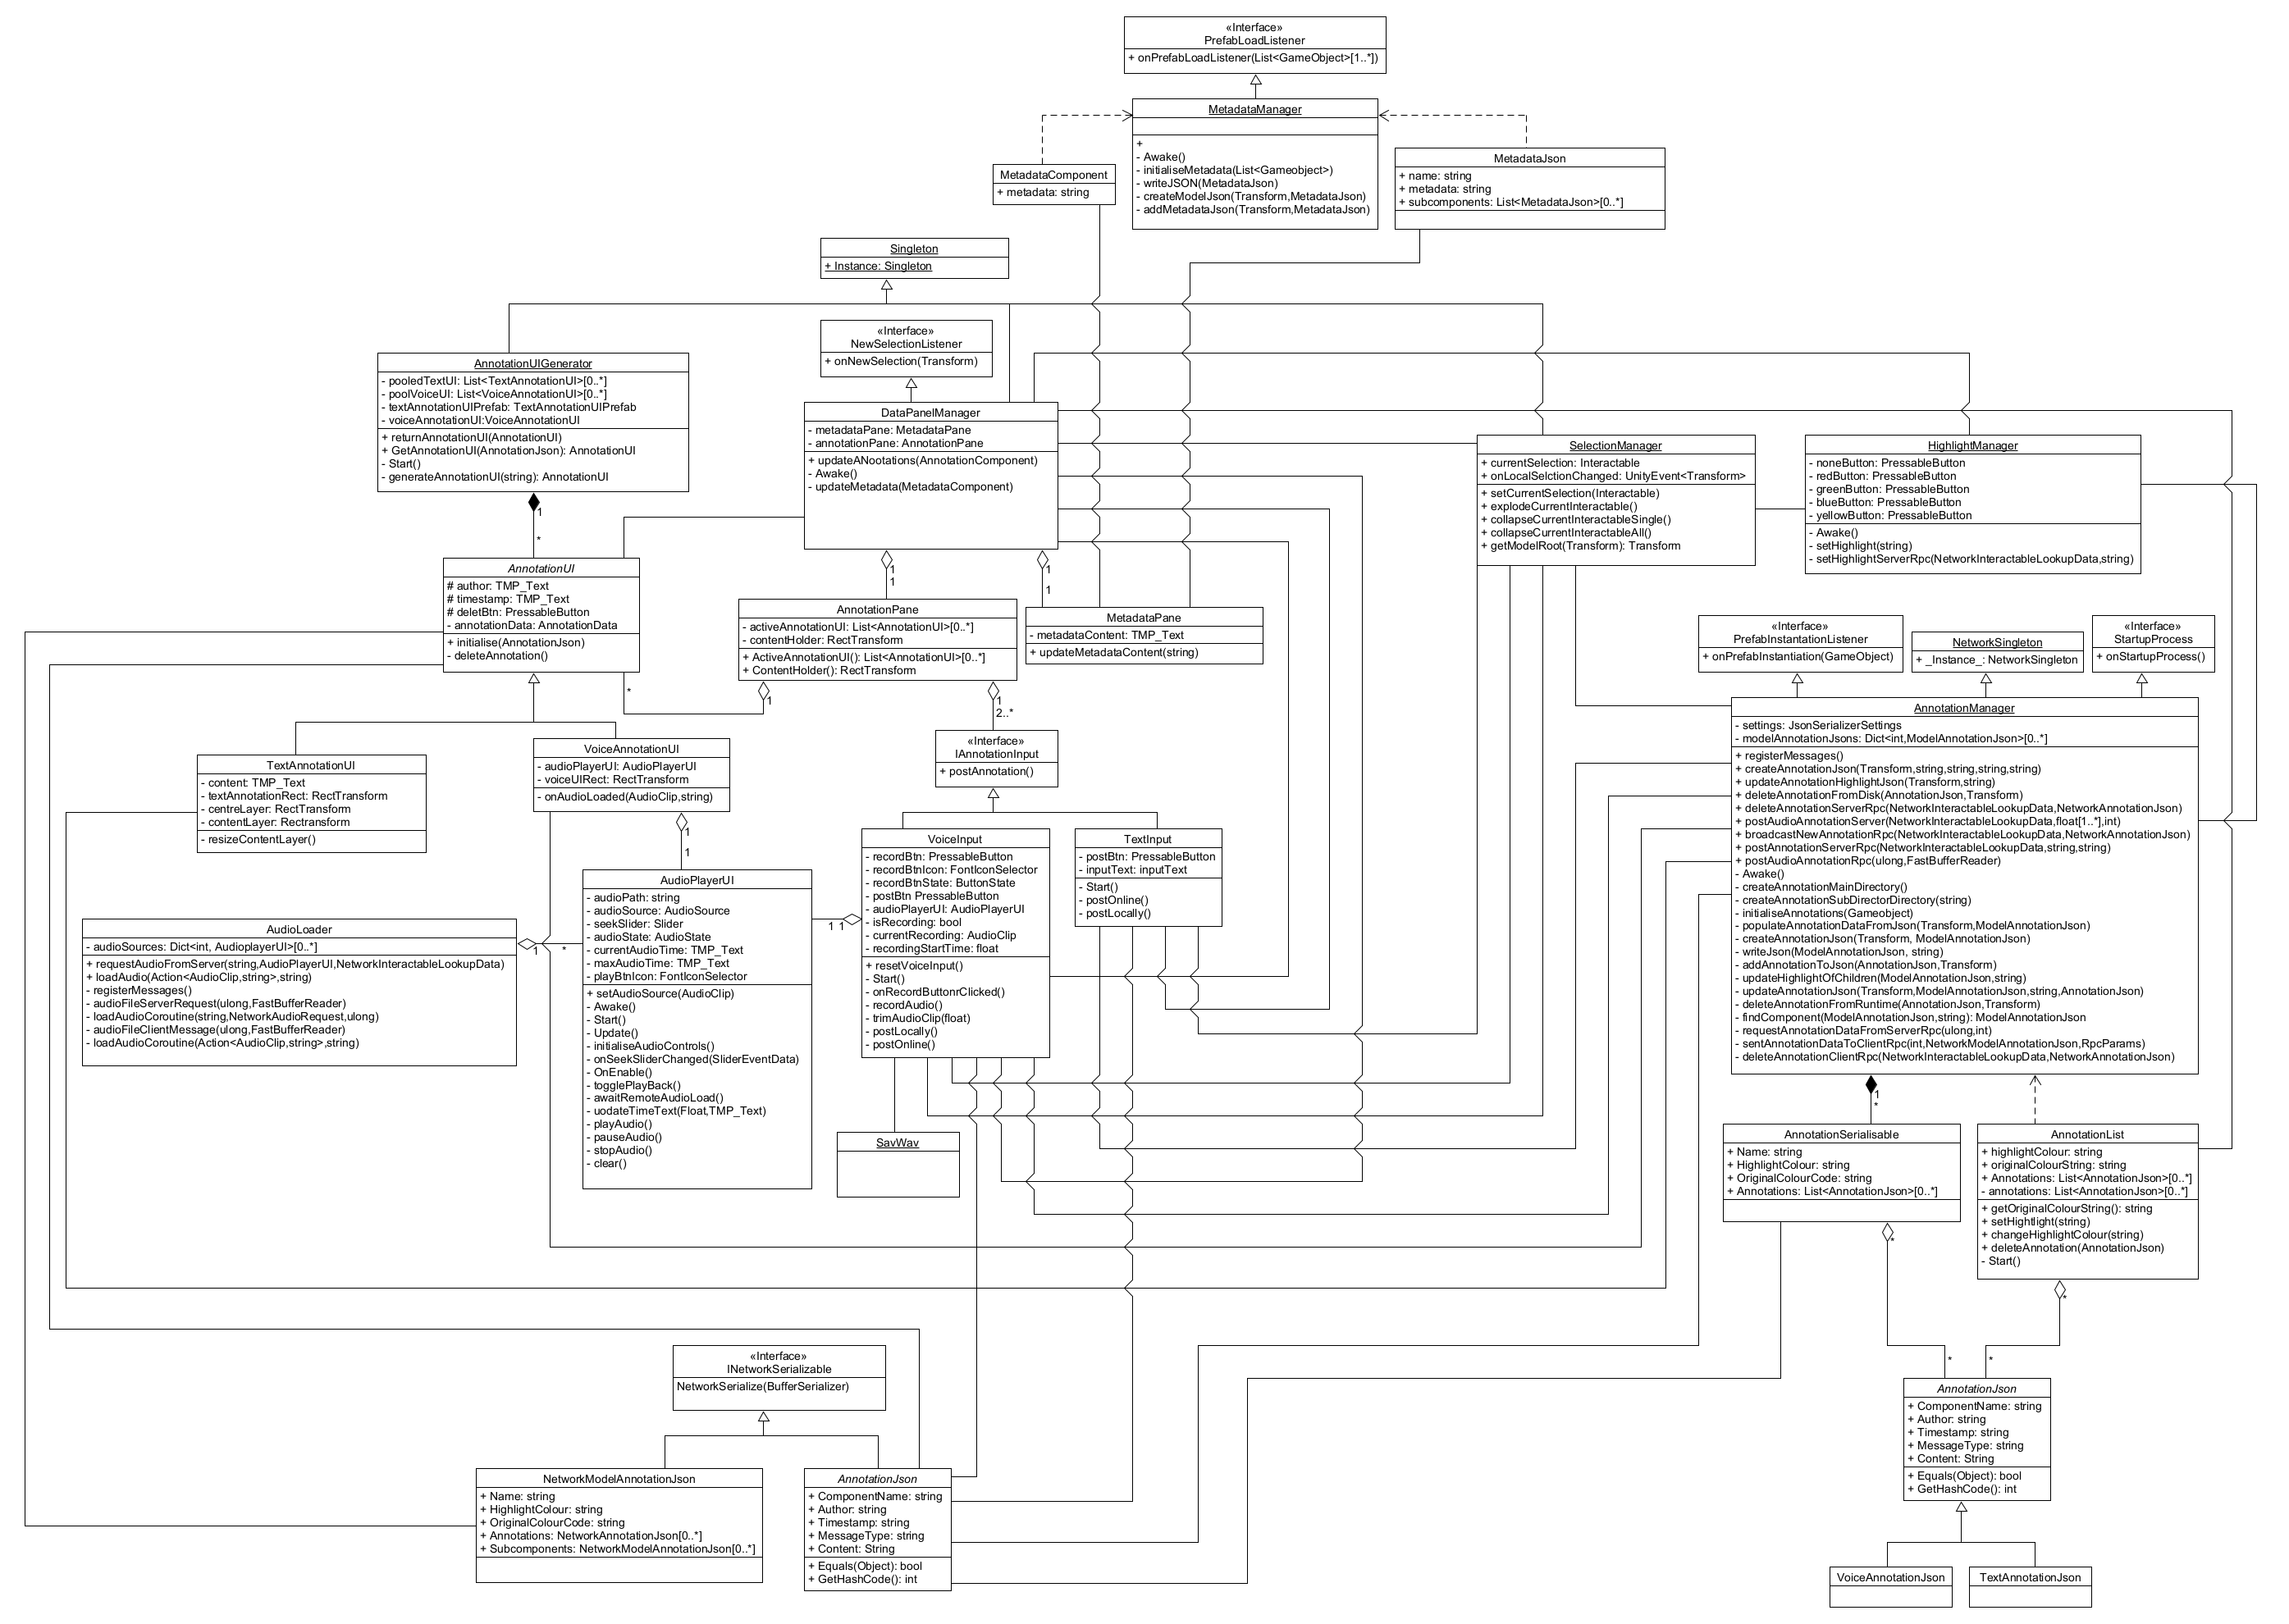 «Interface»
PrefabLoadListener
+ onPrefabLoadListener(List<GameObject>[1..*])
MetadataManager
+
- Awake()
- initialiseMetadata(List<Gameobject>)
- writeJSON(MetadataJson)
- createModelJson(Transform,MetadataJson)
- addMetadataJson(Transform,MetadataJson)
MetadataComponent
+ metadata: string
MetadataJson
+ name: string
+ metadata: string
+ subcomponents: List<MetadataJson>[0..*]
Singleton
+ Instance: Singleton
«Interface»
NewSelectionListener
+ onNewSelection(Transform)
AnnotationUIGenerator
- pooledTextUI: List<TextAnnotationUI>[0..*]
- poolVoiceUI: List<VoiceAnnotationUI>[0..*]
- textAnnotationUIPrefab: TextAnnotationUIPrefab
- voiceAnnotationUI:VoiceAnnotationUI
+ returnAnnotationUI(AnnotationUI)
+ GetAnnotationUI(AnnotationJson): AnnotationUI
- Start()
- generateAnnotationUI(string): AnnotationUI
1
*
DataPanelManager
- metadataPane: MetadataPane
- annotationPane: AnnotationPane
+ updateANootations(AnnotationComponent)
- Awake()
- updateMetadata(MetadataComponent)
1
1
1
1
SelectionManager
+ currentSelection: Interactable
+ onLocalSelctionChanged: UnityEvent<Transform>
+ setCurrentSelection(Interactable)
+ explodeCurrentInteractable()
+ collapseCurrentInteractableSingle()
+ collapseCurrentInteractableAll()
+ getModelRoot(Transform): Transform
HighlightManager
- noneButton: PressableButton
- redButton: PressableButton
- greenButton: PressableButton
- blueButton: PressableButton
- yellowButton: PressableButton
- Awake()
- setHighlight(string)
- setHighlightServerRpc(NetworkInteractableLookupData,string)
AnnotationUI
# author: TMP_Text
# timestamp: TMP_Text
# deletBtn: PressableButton
- annotationData: AnnotationData
+ initialise(AnnotationJson)
- deleteAnnotation()
*
1
AnnotationPane
- activeAnnotationUI: List<AnnotationUI>[0..*]
- contentHolder: RectTransform
+ ActiveAnnotationUI(): List<AnnotationUI>[0..*]
+ ContentHolder(): RectTransform
1
2..*
MetadataPane
- metadataContent: TMP_Text
+ updateMetadataContent(string)
«Interface»
PrefabInstantationListener
+ onPrefabInstantiation(GameObject)
NetworkSingleton
+ _Instance_: NetworkSingleton
«Interface»
StartupProcess
+ onStartupProcess()
AnnotationManager
- settings: JsonSerializerSettings
- modelAnnotationJsons: Dict<int,ModelAnnotationJson>[0..*]
+ registerMessages()
+ createAnnotationJson(Transform,string,string,string,string)
+ updateAnnotationHighlightJson(Transform,string)
+ deleteAnnotationFromDisk(AnnotationJson,Transform)
+ deleteAnnotationServerRpc(NetworkInteractableLookupData,NetworkAnnotationJson)
+ postAudioAnnotationServer(NetworkInteractableLookupData,float[1..*],int)
+ broadcastNewAnnotationRpc(NetworkInteractableLookupData,NetworkAnnotationJson)
+ postAnnotationServerRpc(NetworkInteractableLookupData,string,string)
+ postAudioAnnotationRpc(ulong,FastBufferReader)
- Awake()
- createAnnotationMainDirectory()
- createAnnotationSubDirectorDirectory(string)
- initialiseAnnotations(Gameobject)
- populateAnnotationDataFromJson(Transform,ModelAnnotationJson)
- createAnnotationJson(Transform, ModelAnnotationJson)
- writeJson(ModelAnnotationJson, string)
- addAnnotationToJson(AnnotationJson,Transform)
- updateHighlightOfChildren(ModelAnnotationJson,string)
- updateAnnotationJson(Transform,ModelAnnotationJson,string,AnnotationJson)
- deleteAnnotationFromRuntime(AnnotationJson,Transform)
- findComponent(ModelAnnotationJson,string): ModelAnnotationJson
- requestAnnotationDataFromServerRpc(ulong,int)
- sentAnnotationDataToClientRpc(int,NetworkModelAnnotationJson,RpcParams)
- deleteAnnotationClientRpc(NetworkInteractableLookupData,NetworkAnnotationJson)
1
*
TextAnnotationUI
- content: TMP_Text
- textAnnotationRect: RectTransform
- centreLayer: RectTransform
- contentLayer: Rectransform
- resizeContentLayer()
VoiceAnnotationUI
- audioPlayerUI: AudioPlayerUI
- voiceUIRect: RectTransform
- onAudioLoaded(AudioClip,string)
1
1
«Interface»
IAnnotationInput
+ postAnnotation()
VoiceInput
- recordBtn: PressableButton
- recordBtnIcon: FontIconSelector
- recordBtnState: ButtonState
- postBtn PressableButton
- audioPlayerUI: AudioPlayerUI
- isRecording: bool
- currentRecording: AudioClip
- recordingStartTime: float
+ resetVoiceInput()
- Start()
- onRecordButtonrClicked()
- recordAudio()
- trimAudioClip(float)
- postLocally()
- postOnline()
TextInput
- postBtn: PressableButton
- inputText: inputText
- Start()
- postOnline()
- postLocally()
AudioPlayerUI
- audioPath: string
- audioSource: AudioSource
- seekSlider: Slider
- audioState: AudioState
- currentAudioTime: TMP_Text
- maxAudioTime: TMP_Text
- playBtnIcon: FontIconSelector
+ setAudioSource(AudioClip)
- Awake()
- Start()
- Update()
- initialiseAudioControls()
- onSeekSliderChanged(SliderEventData)
- OnEnable()
- togglePlayBack()
- awaitRemoteAudioLoad()
- uodateTimeText(Float,TMP_Text)
- playAudio()
- pauseAudio()
- stopAudio()
- clear()
1 1
AudioLoader
- audioSources: Dict<int, AudioplayerUI>[0..*]
+ requestAudioFromServer(string,AudioPlayerUI,NetworkInteractableLookupData)
+ loadAudio(Action<AudioClip,string>,string)
- registerMessages()
- audioFileServerRequest(ulong,FastBufferReader)
- loadAudioCoroutine(string,NetworkAudioRequest,ulong)
- audioFileClientMessage(ulong,FastBufferReader)
- loadAudioCoroutine(Action<AudioClip,string>,string)
1 *
SavWav
AnnotationSerialisable
+ Name: string
+ HighlightColour: string
+ OriginalColourCode: string
+ Annotations: List<AnnotationJson>[0..*]
*
*
AnnotationList
+ highlightColour: string
+ originalColourString: string
+ Annotations: List<AnnotationJson>[0..*]
- annotations: List<AnnotationJson>[0..*]
+ getOriginalColourString(): string
+ setHightlight(string)
+ changeHighlightColour(string)
+ deleteAnnotation(AnnotationJson)
- Start()
*
*
«Interface»
INetworkSerializable
NetworkSerialize(BufferSerializer)
NetworkModelAnnotationJson
+ Name: string
+ HighlightColour: string
+ OriginalColourCode: string
+ Annotations: NetworkAnnotationJson[0..*]
+ Subcomponents: NetworkModelAnnotationJson[0..*]
AnnotationJson
+ ComponentName: string
+ Author: string
+ Timestamp: string
+ MessageType: string
+ Content: String
+ Equals(Object): bool
+ GetHashCode(): int
AnnotationJson
+ ComponentName: string
+ Author: string
+ Timestamp: string
+ MessageType: string
+ Content: String
+ Equals(Object): bool
+ GetHashCode(): int
VoiceAnnotationJson
TextAnnotationJson